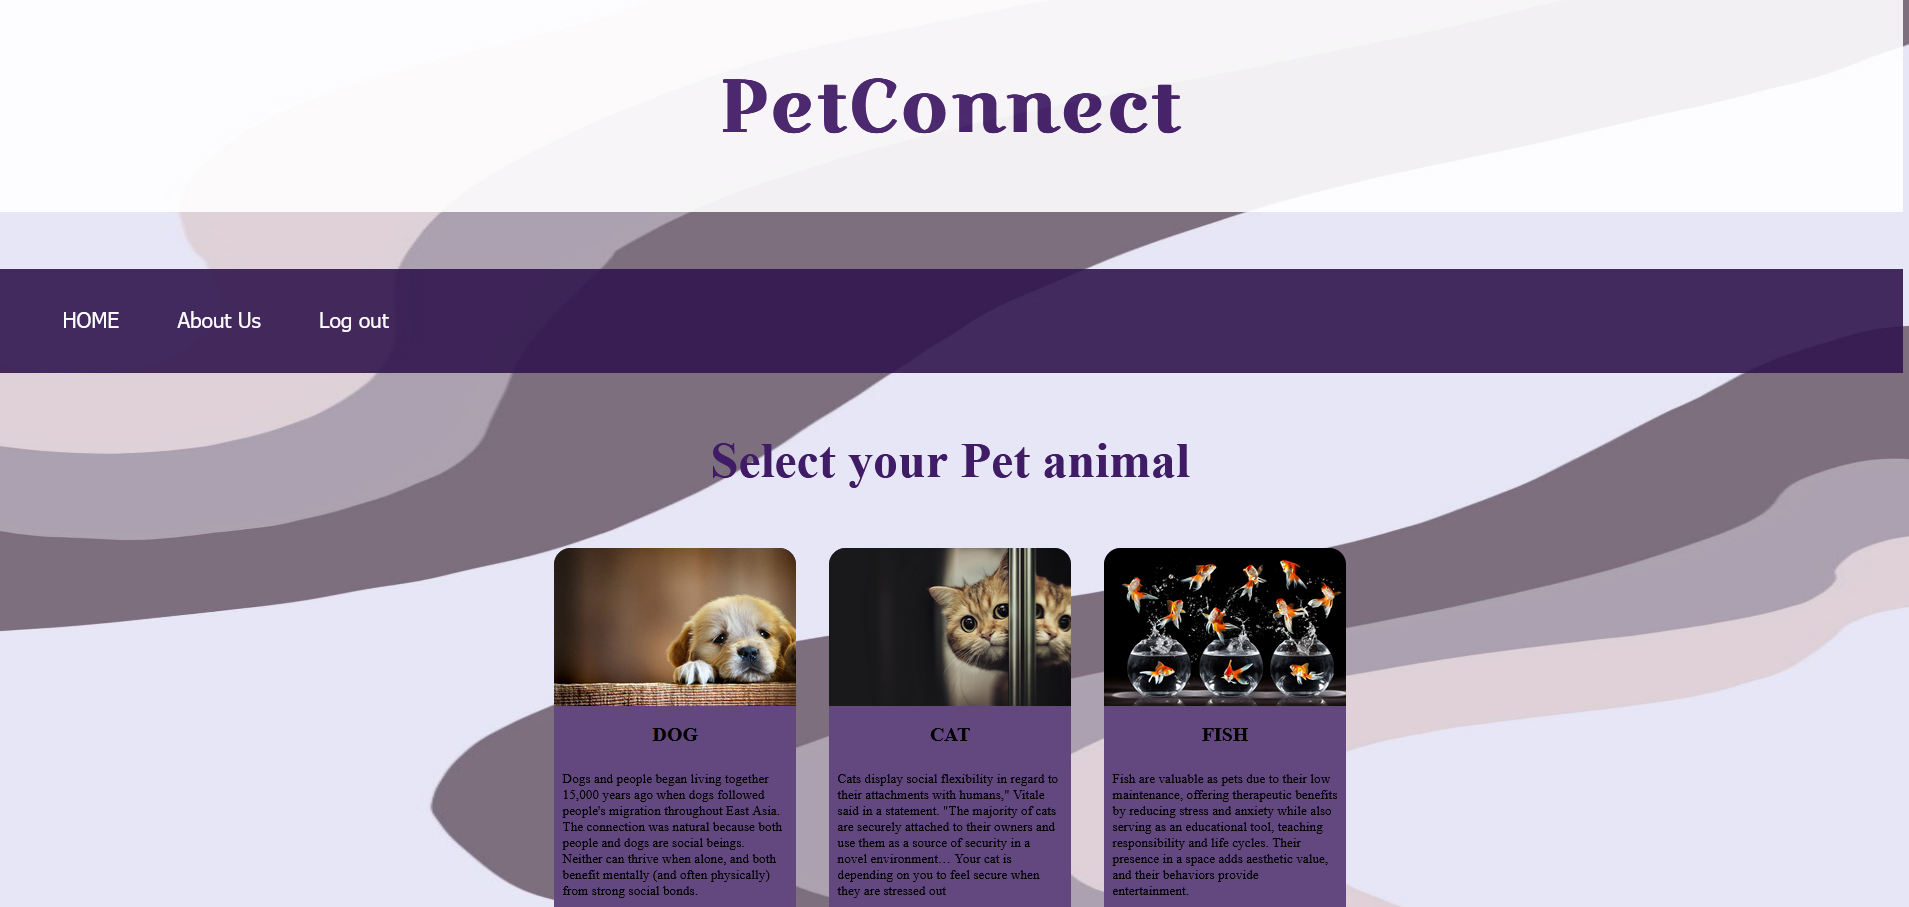 PetConnect
HOME About Us Log out
Select your Pet animal
DOG
Dogs and people began living together
15,000 years ago when dogs followed
people's migration throughout East Asia.
The connection was natural because both
people and dogs are social beings.
Neither can thrive when alone, and both
benefit mentally (and often physically)
from strong social bonds.
CAT
Cats display social flexibility in regard to
their attachments with humans," Vitale
said in a statement. "The majority of cats
are securely attached to their owners and
use them as a source of security in a
novel environment… Your cat is
depending on you to feel secure when
they are stressed out
FISH
Fish are valuable as pets due to their low
maintenance, offering therapeutic benefits
by reducing stress and anxiety while also
serving as an educational tool, teaching
responsibility and life cycles. Their
presence in a space adds aesthetic value,
and their behaviors provide
entertainment.